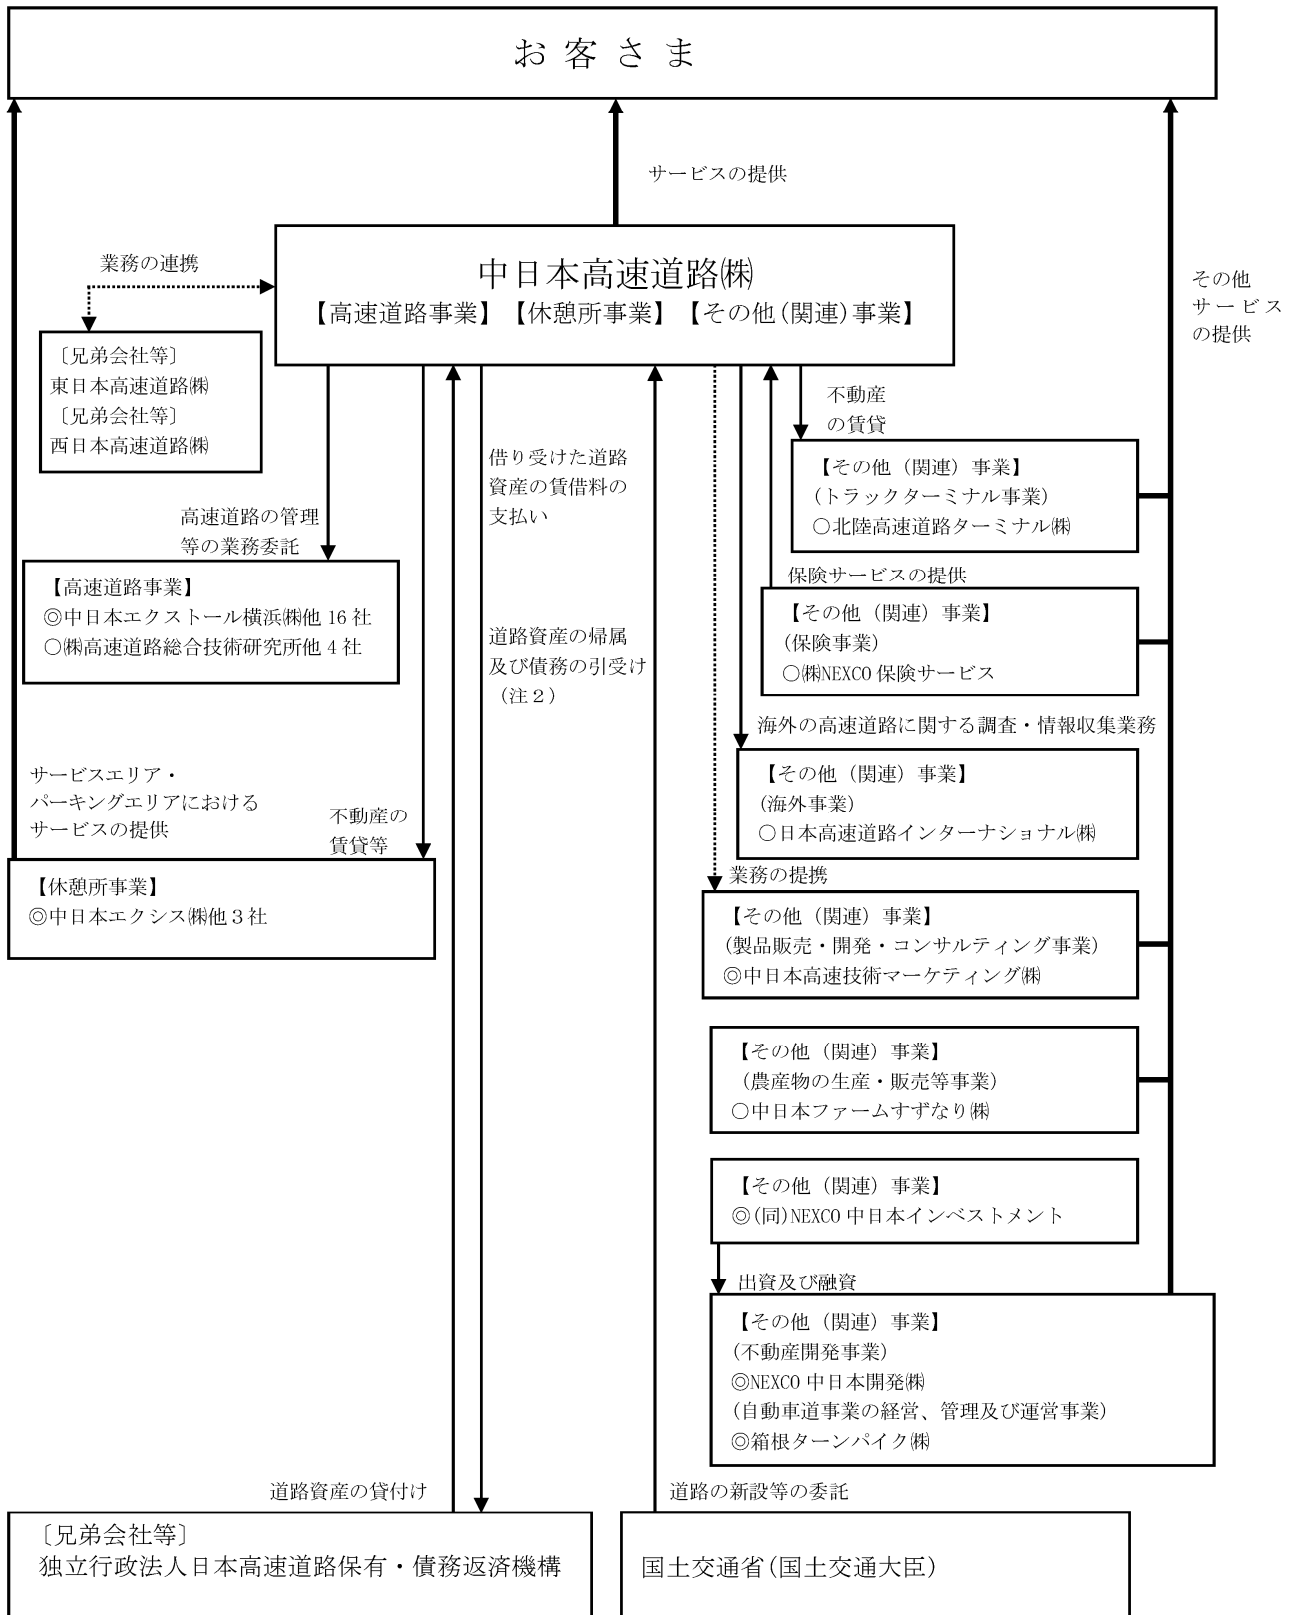 お客さま
サービスの提供
業務の連携
中日本高速道路㈱
【高速道路事業】【休憩所事業】【その他(関連)事業】
その他
サービス
の提供
〔兄弟会社等〕
東日本高速道路㈱
〔兄弟会社等〕
西日本高速道路㈱
不動産
の賃貸
借り受けた道路
資産の賃借料の
支払い
【その他（関連）事業】
(トラックターミナル事業)
○北陸高速道路ターミナル㈱
高速道路の管理
等の業務委託
【高速道路事業】
◎中日本エクストール横浜㈱他 16 社
○㈱高速道路総合技術研究所他 4 社
保険サービスの提供
【その他（関連）事業】
(保険事業)
○㈱NEXCO 保険サービス
道路資産の帰属
及び債務の引受け
（注２）
海外の高速道路に関する調査・情報収集業務
【その他（関連）事業】
(海外事業)
○日本高速道路インターナショナル㈱
サービスエリア・
パーキングエリアにおける
サービスの提供
不動産の
賃貸等
【休憩所事業】
◎中日本エクシス㈱他３社
業務の提携
【その他（関連）事業】
(製品販売・開発・コンサルティング事業)
◎中日本高速技術マーケティング㈱
【その他（関連）事業】
(農産物の生産・販売等事業)
○中日本ファームすずなり㈱
【その他（関連）事業】
◎(同)NEXCO 中日本インベストメント
出資及び融資
【その他（関連）事業】
(不動産開発事業)
◎NEXCO 中日本開発㈱
(自動車道事業の経営、管理及び運営事業)
◎箱根ターンパイク㈱
道路資産の貸付け
道路の新設等の委託
〔兄弟会社等〕
独立行政法人日本高速道路保有・債務返済機構
国土交通省(国土交通大臣)